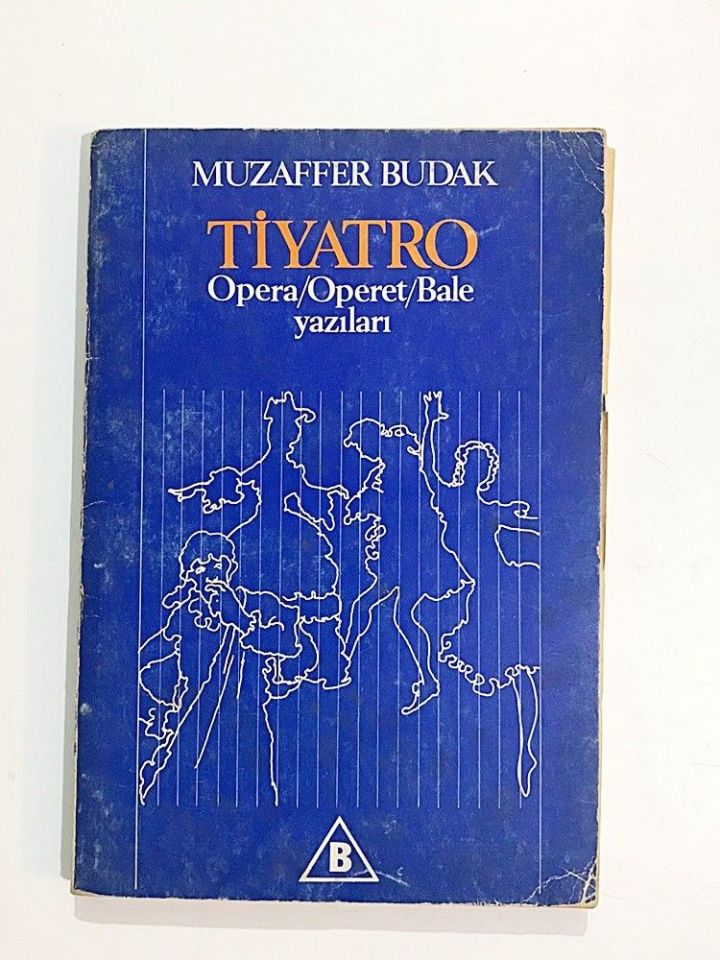 MUZAFFER BUDAK
TİYATRO
Opera/Operet/Bale
yazıları
B